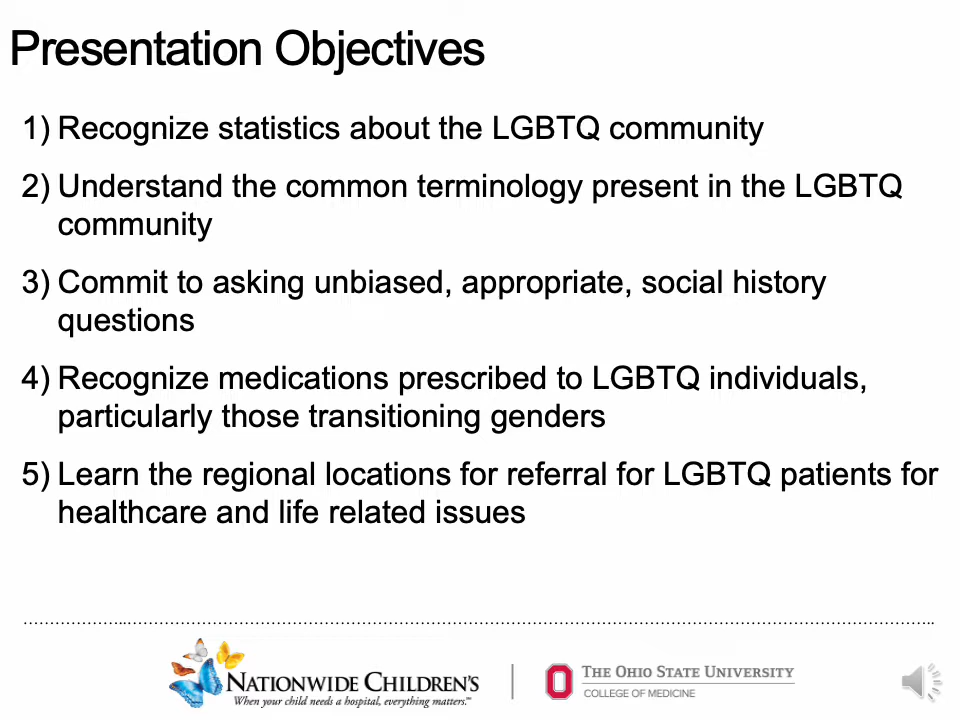 Presentation Objectives
1) Recognize statistics about the LGBTQ community
2) Understand the common terminology present in the LGBTQ
community
3) Commit to asking unbiased, appropriate, social history
questions
4) Recognize medications prescribed to LGBTQ individuals,
particularly those transitioning genders
5) Learn the regional locations for referral for LGBTQ patients for
healthcare and life related issues
NATIONWIDE CHILDREN'S
When your child needs a hospital, everything matters.™
THE OHIO STATE UNIVERSITY
COLLEGE OF MEDICINE